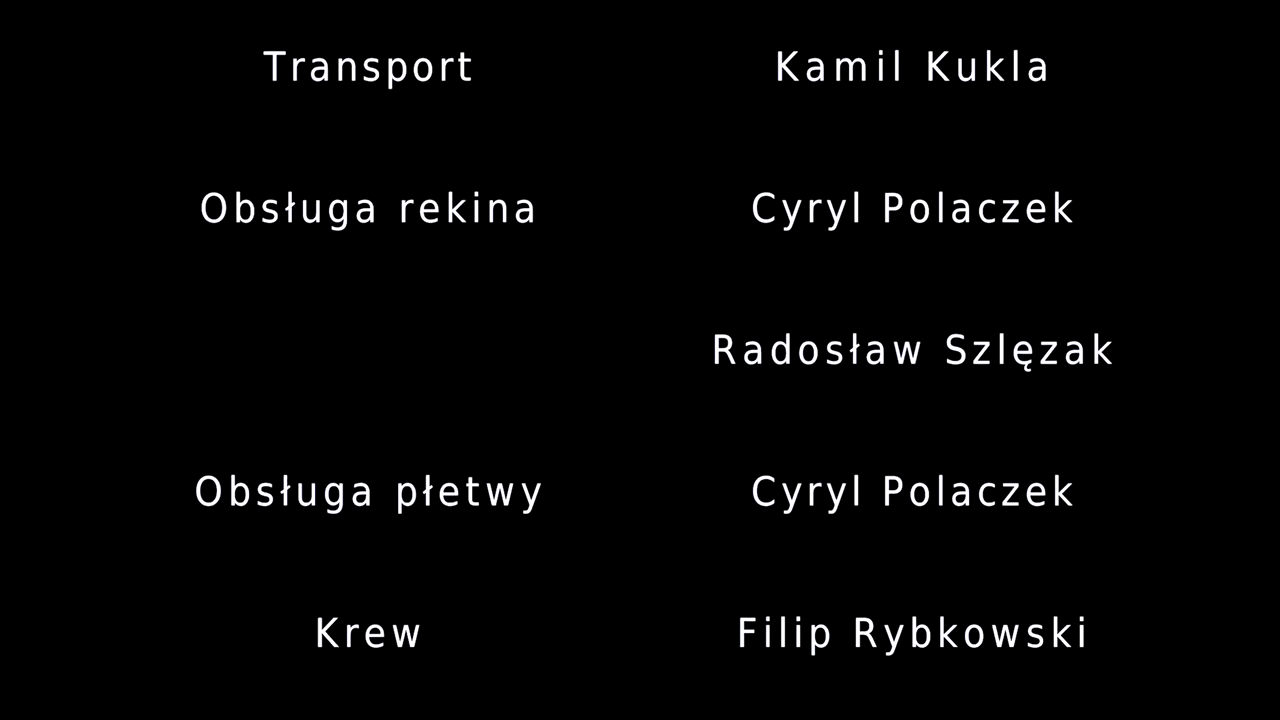 Transport Kamil Kukla
Obsługa rekina Cyryl Polaczek
Radosław Szlęzak
Obsługa płetwy Cyryl Polaczek
Krew Filip Rybkowski